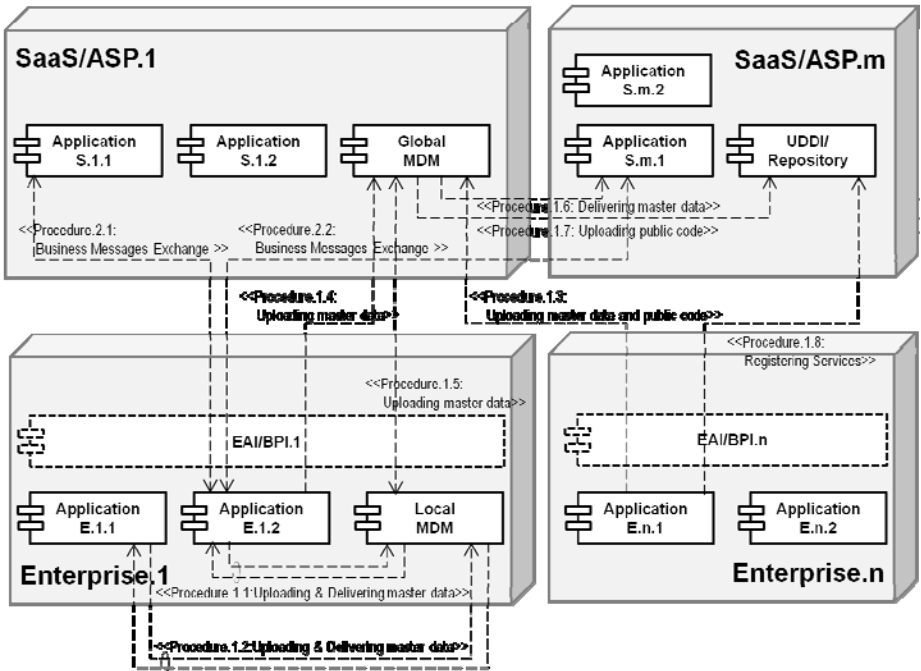 SaaS/ASP.1
SaaS/ASP.m
Application
S.m.2
Application
S.1.1
Application
S.1.2
Global
MDM
Application
S.m.1
UDDI/
Repository
<<Procedure.1.6: Delivering master data>>
<<Procedure.2.1:
Business Messages Exchange >>
<<Procedure.2.2:
Business Messages Exchange >>
<<Procedure.1.7: Uploading public code>>
<<Procedure.1.4:
Uploading master data>>
<<Procedure.1.3:
Uploading master data and public code>>
<<Procedure.1.8:
Registering Services>>
<<Procedure.1.5:
Uploading master data>>
EAI/BPI.1
EAI/BPI.n
Application
E.1.1
Application
E.1.2
Local
MDM
Application
E.n.1
Application
E.n.2
Enterprise.1
Enterprise.n
<<Procedure 1.1:Uploading & Delivering master data>>
<<Procedure.1.2:Uploading & Delivering master data>>